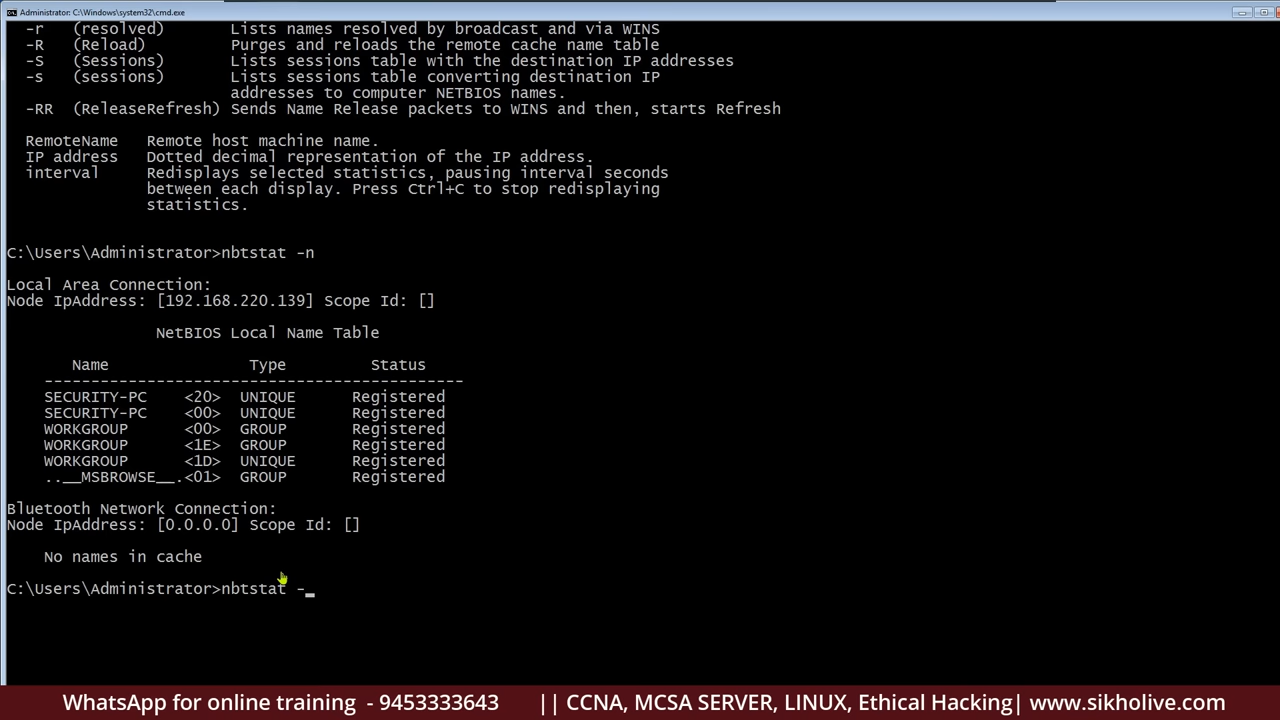 Administrator: C:\Windows\system32\cmd.exe
-r (resolved) Lists names resolved by broadcast and via WINS
-R (Reload) Purges and reloads the remote cache name table
-S (Sessions) Lists sessions table with the destination IP addresses
-s (sessions) Lists sessions table converting destination IP
addresses to computer NETBIOS names.
-RR (ReleaseRefresh) Sends Name Release packets to WINS and then, starts Refresh
RemoteName Remote host machine name.
IP address Dotted decimal representation of the IP address.
interval Redisplays selected statistics, pausing interval seconds
between each display. Press Ctrl+C to stop redisplaying
statistics.
C:\Users\Administrator>nbtstat -n
Local Area Connection:
Node IpAddress: [192.168.220.139] Scope Id: []
NetBIOS Local Name Table
Name Type Status
---------------------------------------------
SECURITY-PC <20> UNIQUE Registered
SECURITY-PC <00> UNIQUE Registered
WORKGROUP <00> GROUP Registered
WORKGROUP <1E> GROUP Registered
WORKGROUP <1D> UNIQUE Registered
..__MSBROWSE__.<01> GROUP Registered
Bluetooth Network Connection:
Node IpAddress: [0.0.0.0] Scope Id: []
No names in cache
C:\Users\Administrator>nbtstat -_
WhatsApp for online training - 9453333643 || CCNA, MCSA SERVER, LINUX, Ethical Hacking| www.sikholive.com